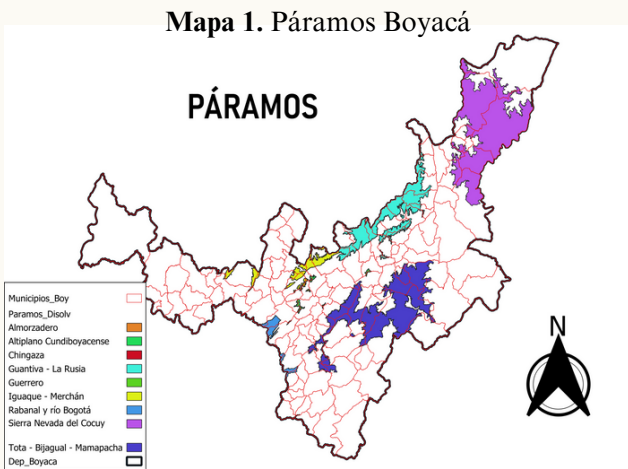 Mapa 1. Páramos Boyacá
PÁRAMOS
Municipios_Boy
Paramos_Disolv
Almorzadero
Altiplano Cundiboyacense
Chingaza
Guantiva - La Rusia
Guerrero
Iguaque - Merchán
Rabanal y río Bogotá
Sierra Nevada del Cocuy
Tota - Bijagual - Mamapacha
Dep_Boyaca
N